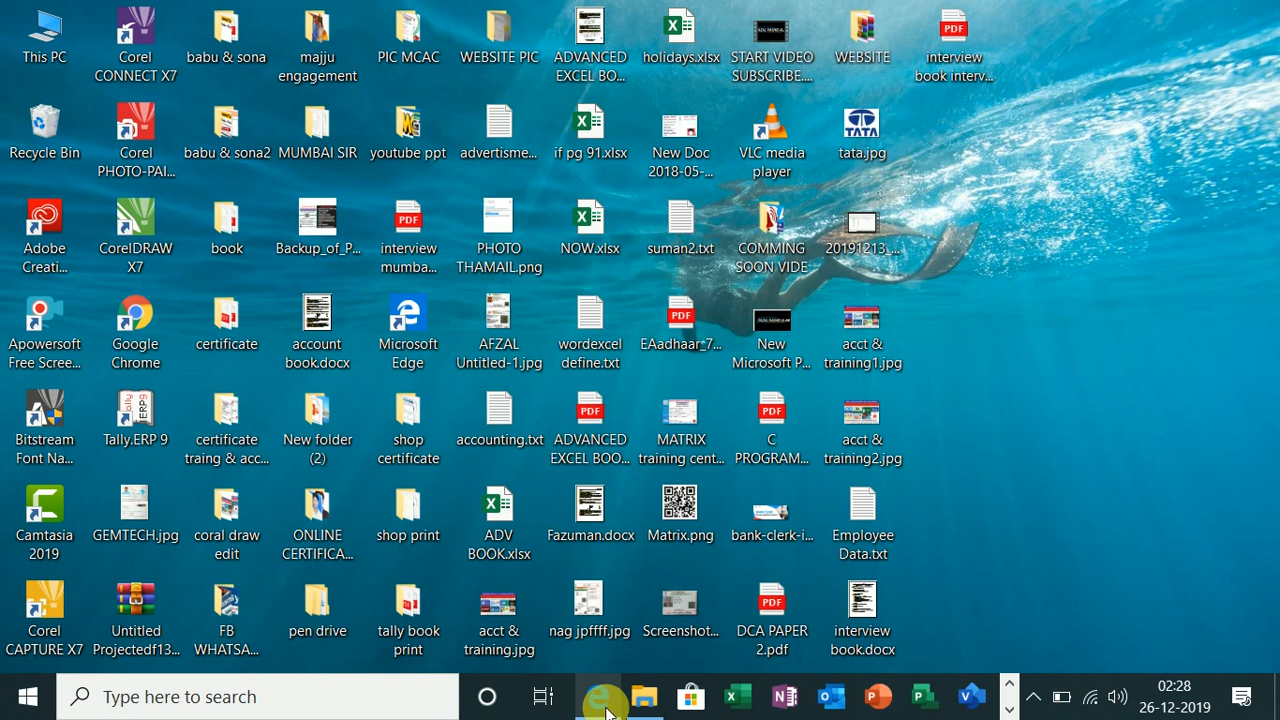 This PC
Corel
CONNECT X7
babu & sona
majju
engagement
PIC MCAC
WEBSITE PIC
ADVANCED
EXCEL BO...
holidays.xlsx
START VIDEO
SUBSCRIBE....
WEBSITE
interview
book interv...
Recycle Bin
Corel
PHOTO-PAI...
babu & sona2
MUMBAI SIR
youtube ppt
advertisme...
if pg 91.xlsx
New Doc
2018-05-...
VLC media
player
TATA
tata.jpg
Adobe
Creati...
CorelDRAW
X7
book
Backup_of_P...
interview
mumba...
PHOTO
THAMAIL.png
NOW.xlsx
suman2.txt
COMMING
SOON VIDE
20191213_...
Apowersoft
Free Scree...
Google
Chrome
certificate
account
book.docx
Microsoft
Edge
AFZAL
Untitled-1.jpg
wordexcel
define.txt
EAadhaar_7...
New
Microsoft P...
acct &
training1.jpg
Bitstream
Font Na...
Tally.ERP 9
certificate
traing & acc...
New folder
(2)
shop
certificate
accounting.txt
ADVANCED
EXCEL BOO...
MATRIX
training cent...
C
PROGRAM...
acct &
training2.jpg
Camtasia
2019
GEMTECH.jpg
coral draw
edit
ONLINE
CERTIFICA...
shop print
ADV
BOOK.xlsx
Fazuman.docx
Matrix.png
bank-clerk-i...
Employee
Data.txt
Corel
CAPTURE X7
Untitled
Projectedf13...
FB
WHATSA...
pen drive
tally book
print
acct &
training.jpg
nag jpffff.jpg
Screenshot...
DCA PAPER
2.pdf
interview
book.docx
Type here to search
02:28
26-12-2019